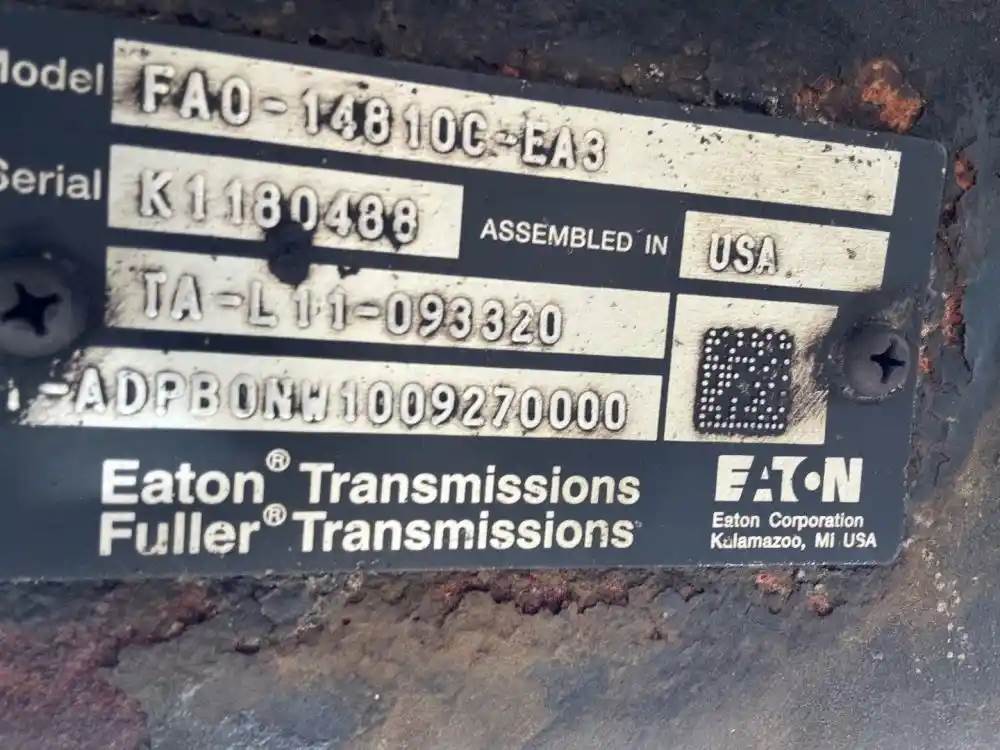 Model FAO-14810C-EA3
Serial K1180488 ASSEMBLED IN USA
TA-L11-093320
-ADPBONW1009270000
Eaton® Transmissions
Fuller® Transmissions
EATON
Eaton Corporation
Kalamazoo, MI USA